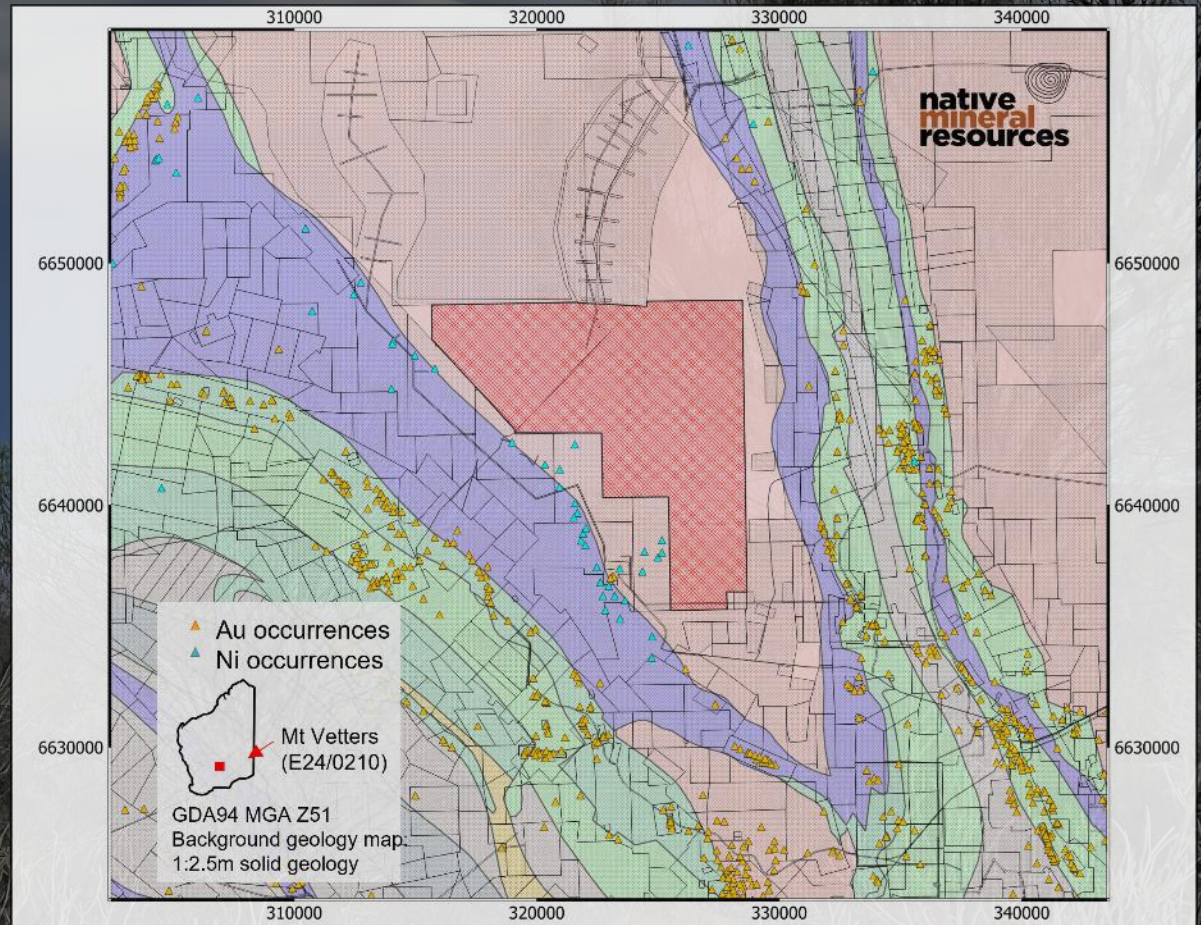 310000 320000 330000 340000
native
mineral
resources
6650000 6650000
6640000 6640000
Au occurrences
Ni occurrences
Mt Vetters
(E24/0210)
6630000 6630000
GDA94 MGA Z51
Background geology map:
1:2.5m solid geology
310000 320000 330000 340000